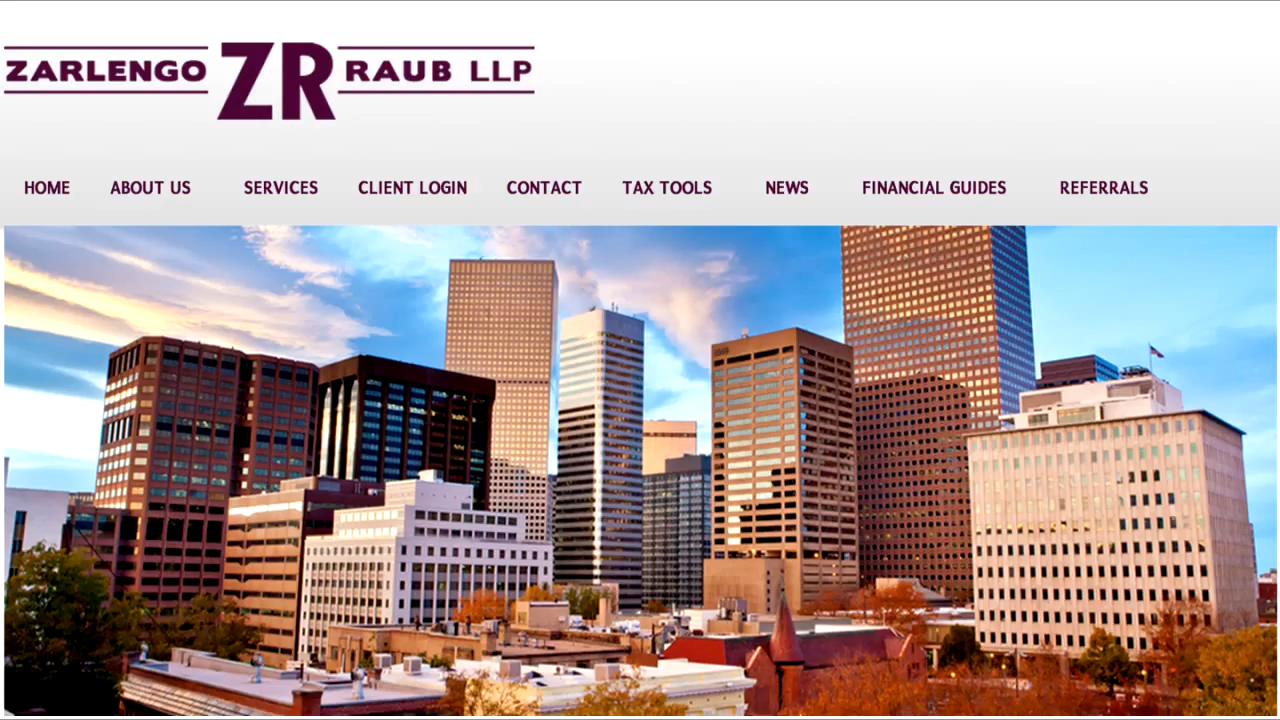 ZARLENGO ZR RAUB LLP
HOME ABOUT US SERVICES CLIENT LOGIN CONTACT TAX TOOLS NEWS FINANCIAL GUIDES REFERRALS